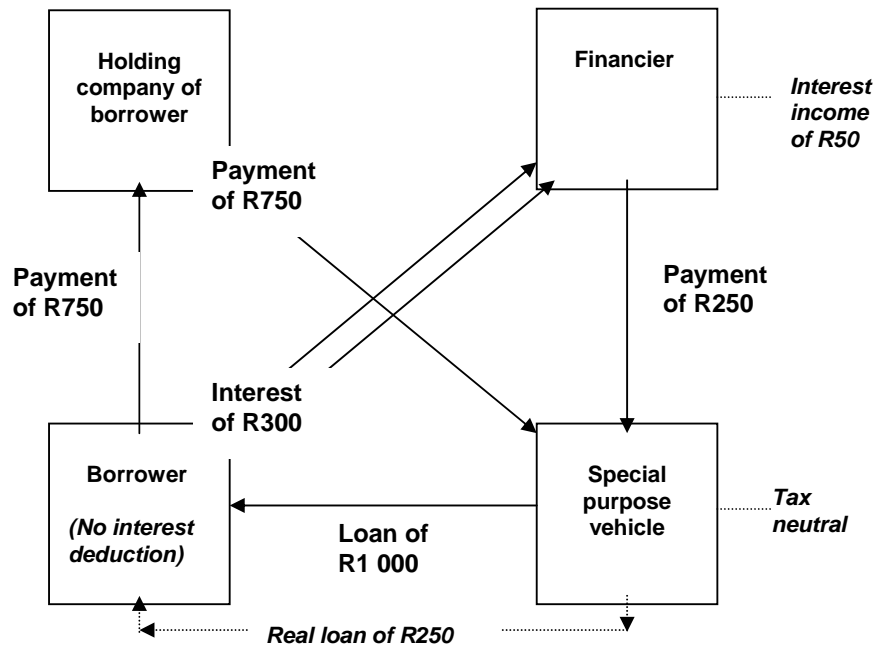 Holding
company of
borrower
Financier
Interest
income
of R50
Payment
of R750
Payment
of R750
Payment
of R250
Interest
of R300
Borrower
(No interest
deduction)
Loan of
R1 000
Special
purpose
vehicle
Tax
neutral
Real loan of R250